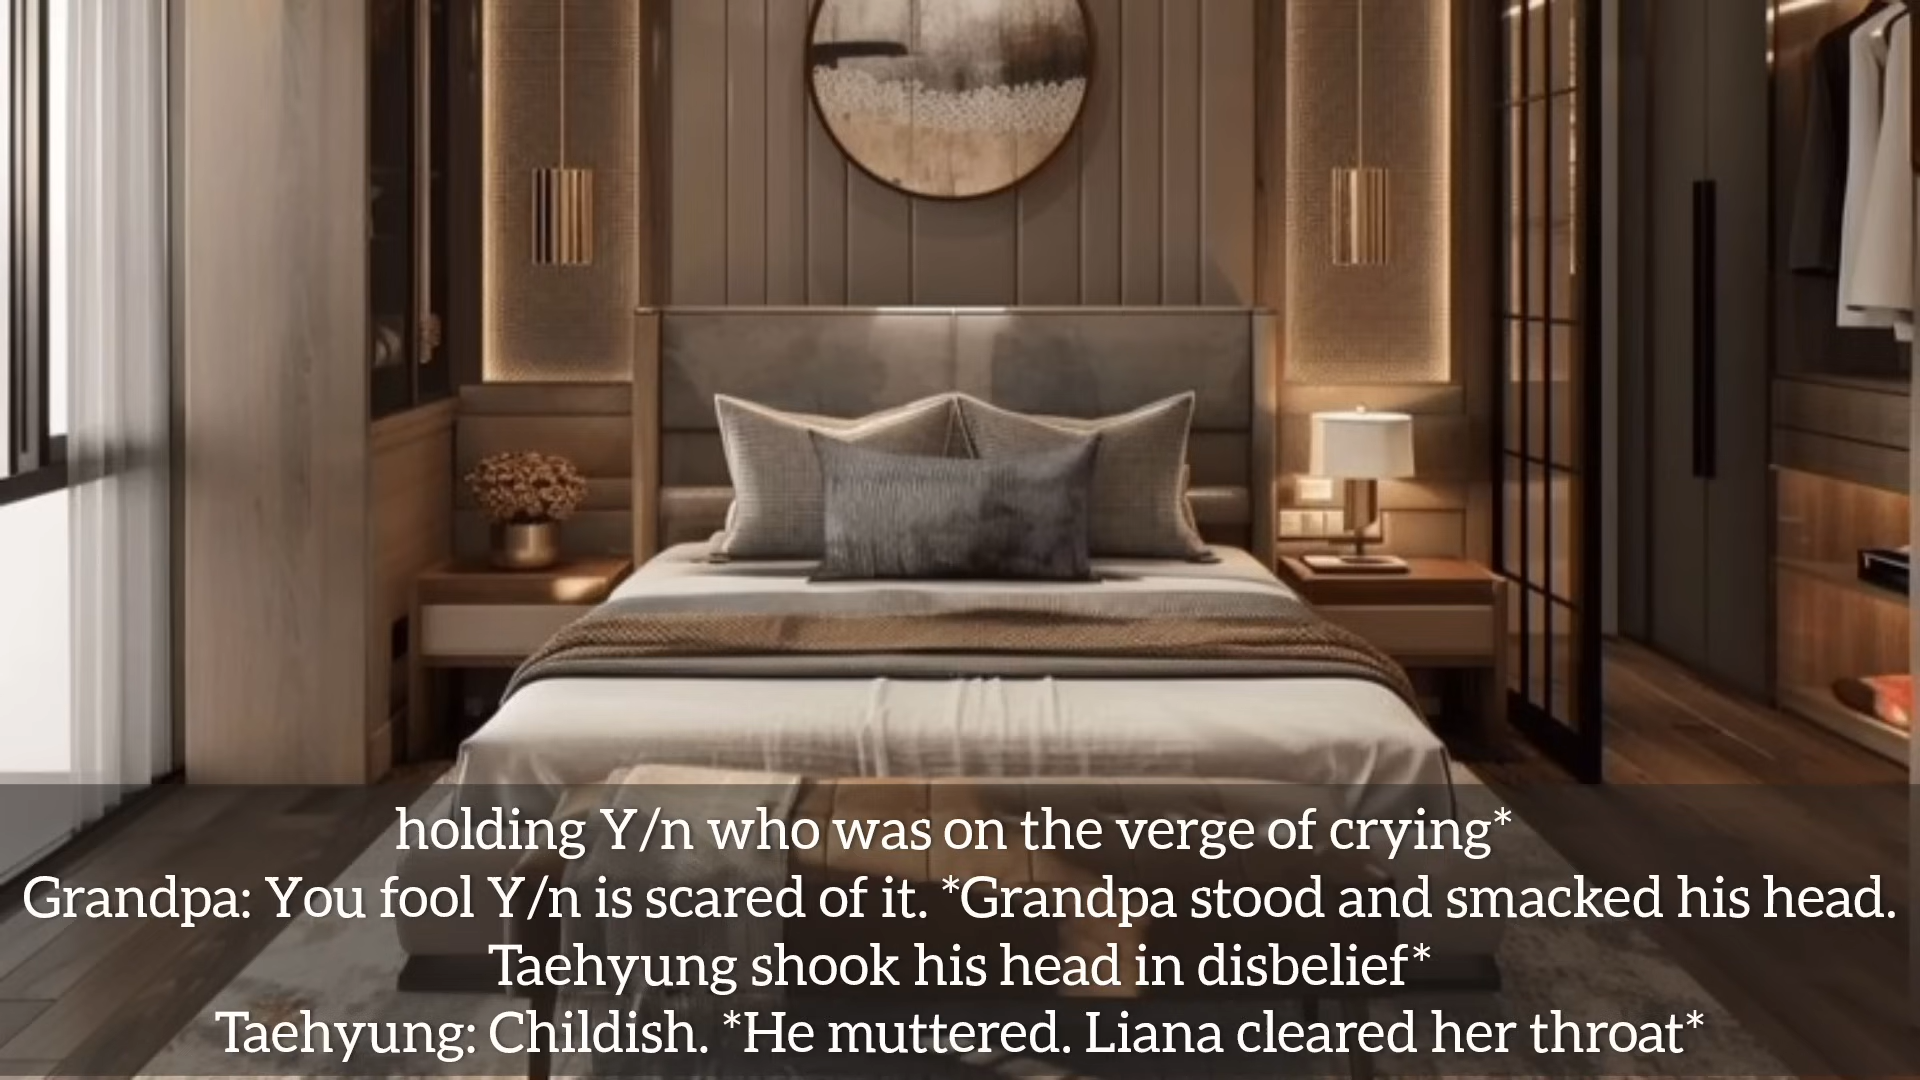 holding Y/n who was on the verge of crying*
Grandpa: You fool Y/n is scared of it. *Grandpa stood and smacked his head.
Taehyung shook his head in disbelief*
Taehyung: Childish. *He muttered. Liana cleared her throat*